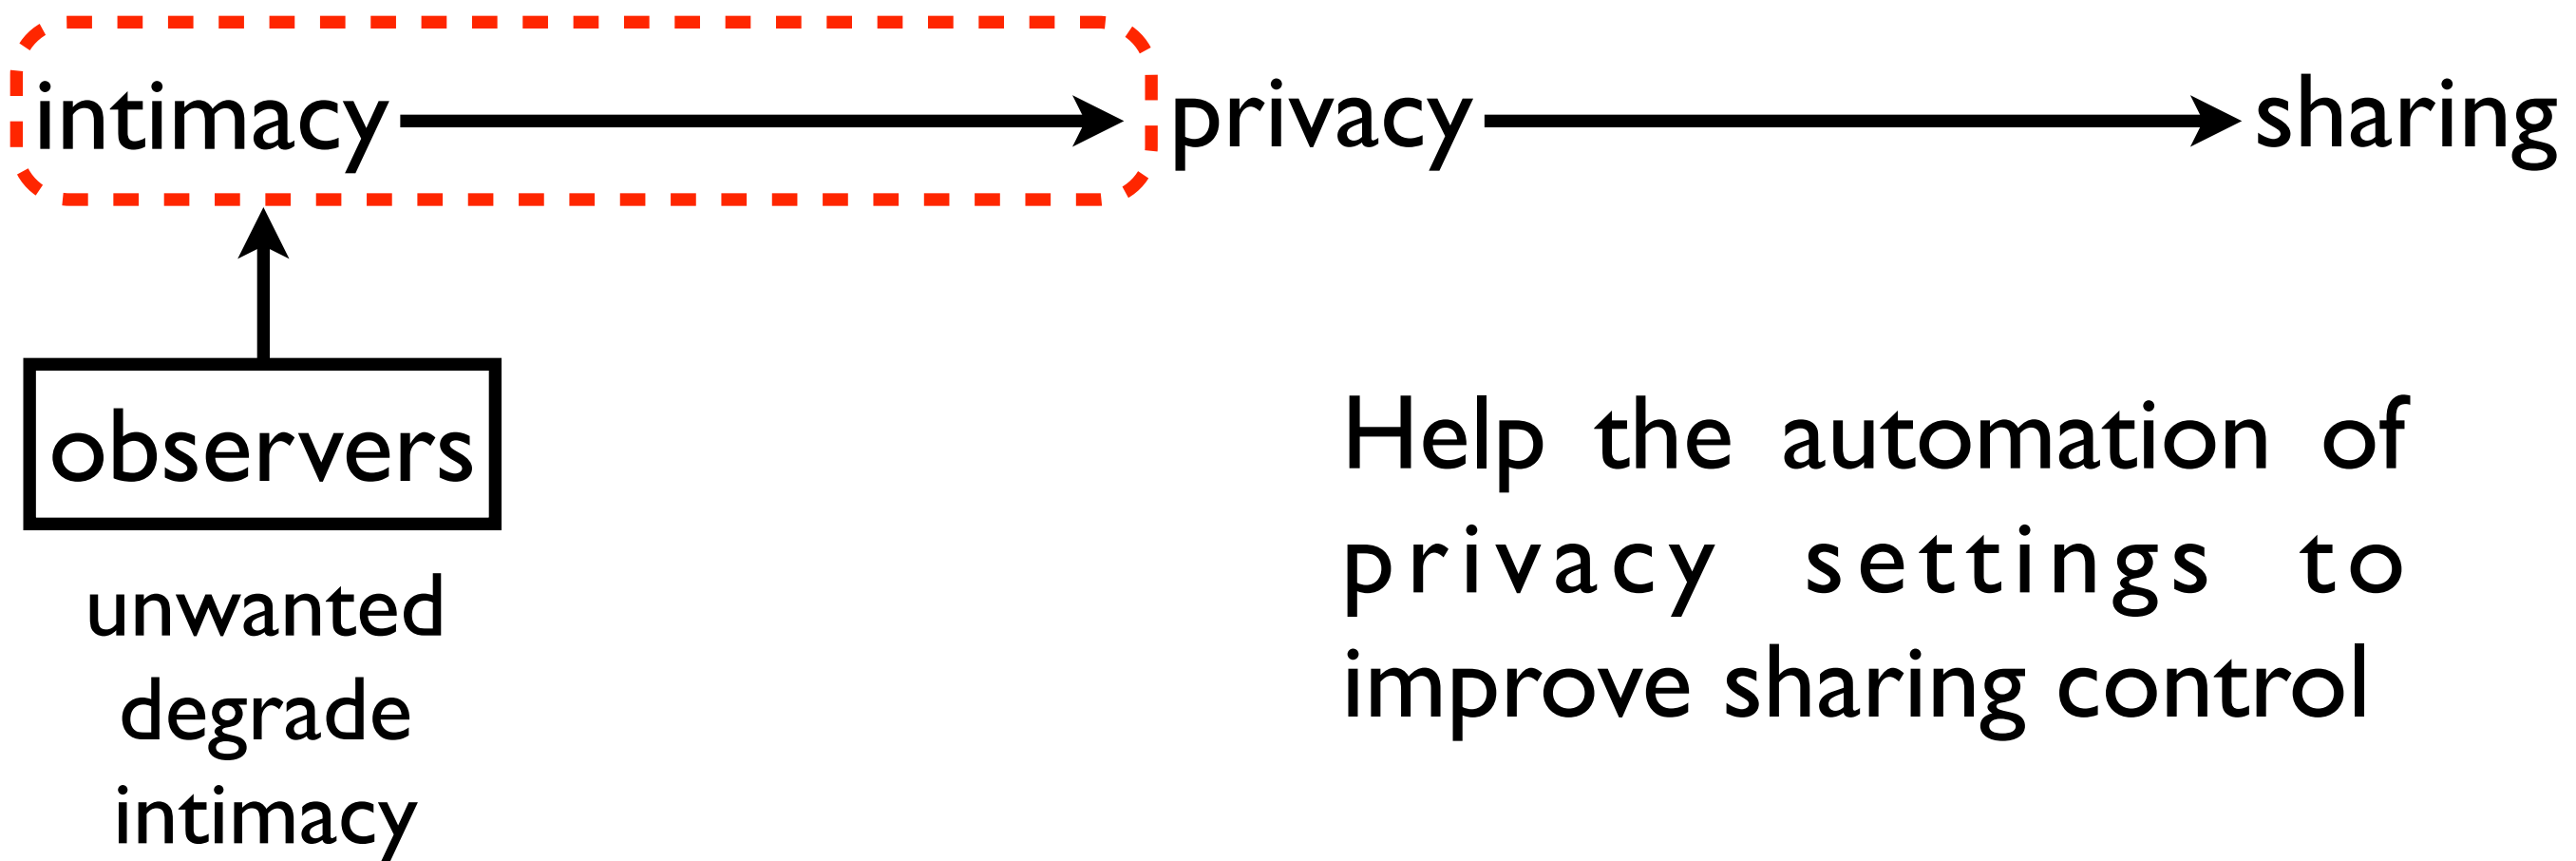 intimacy privacy sharing
observers
unwanted
degrade
intimacy
Help the automation of
privacy settings to
improve sharing control